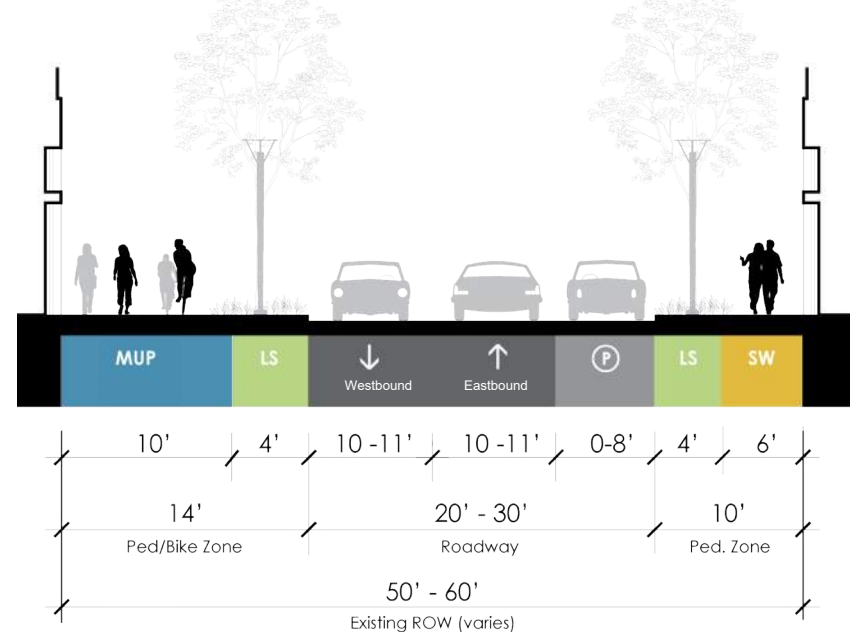 MUP LS ↓ ↑ P LS SW
Westbound Eastbound
10' 4' 10 -11' 10 -11' 0-8' 4' 6'
14' 20' - 30' 10'
Ped/Bike Zone Roadway Ped. Zone
50' - 60'
Existing ROW (varies)